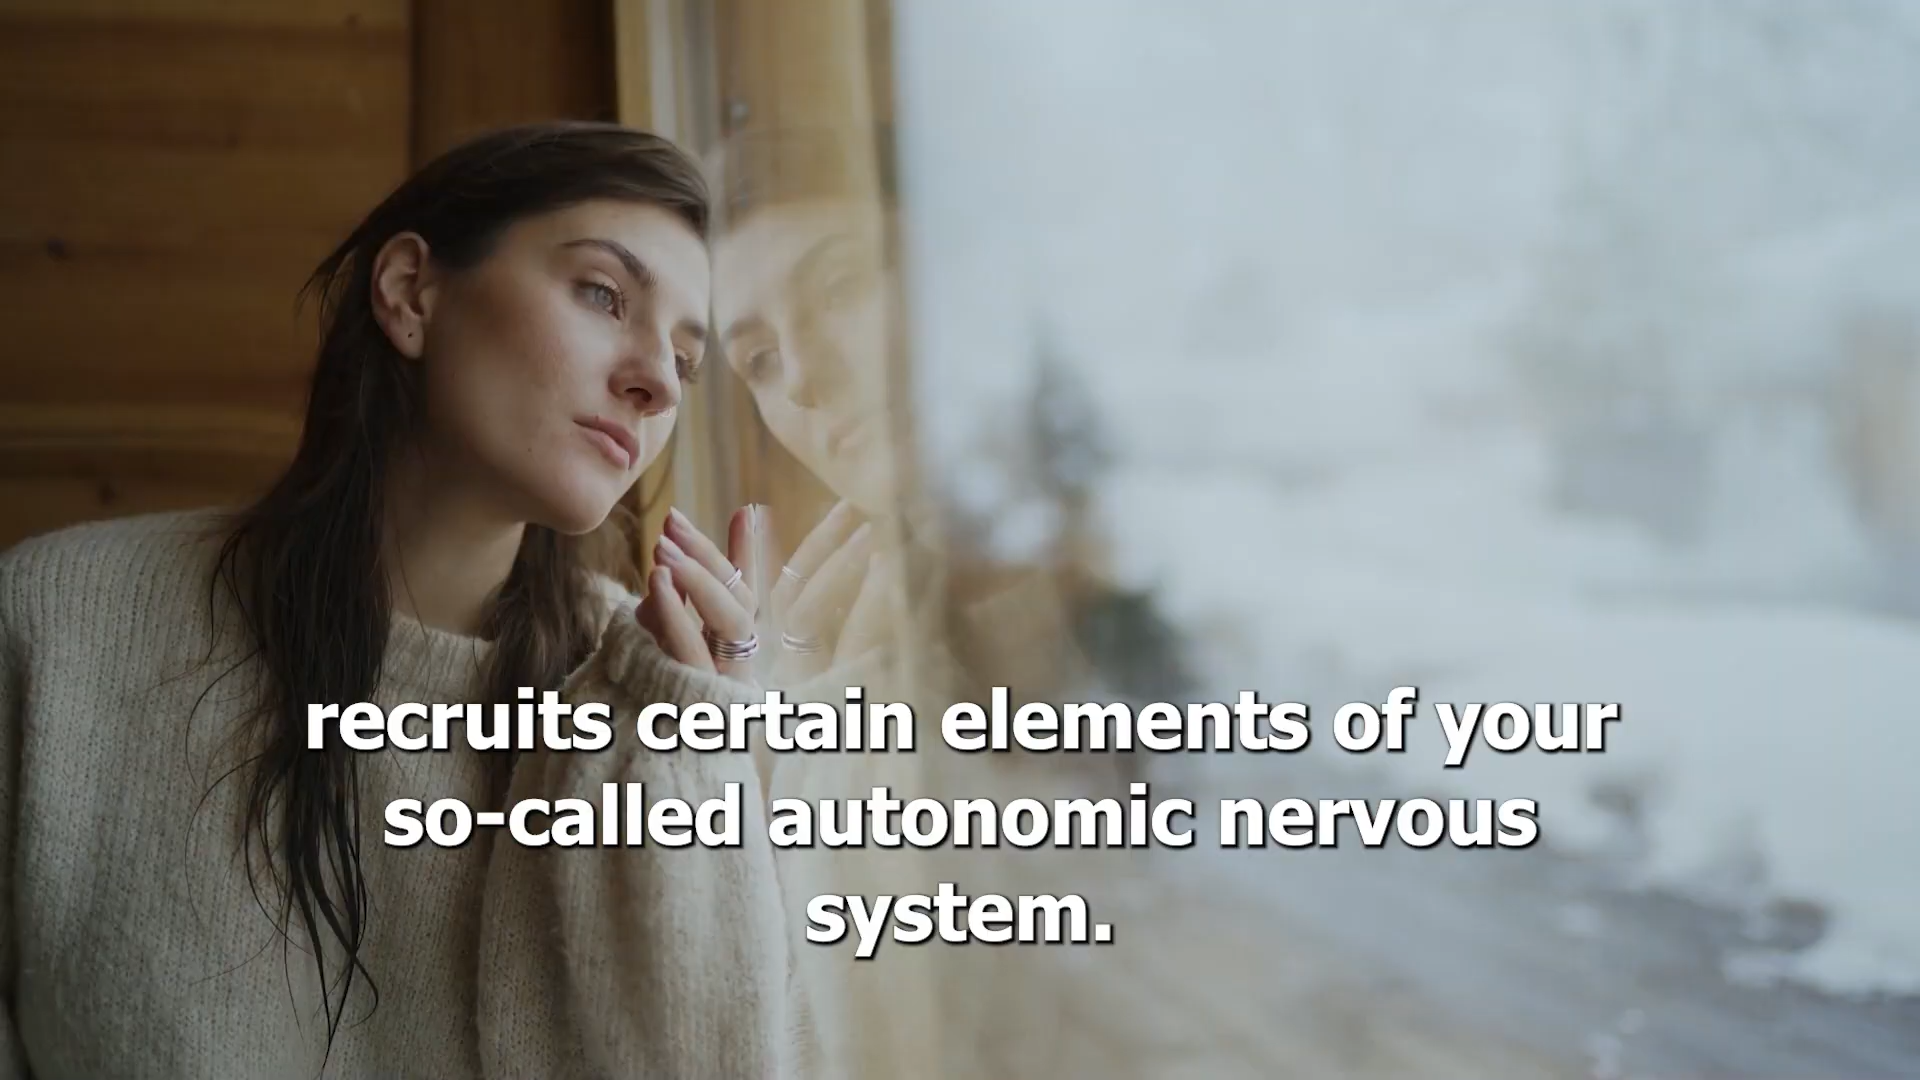 recruits certain elements of your
so-called autonomic nervous
system.